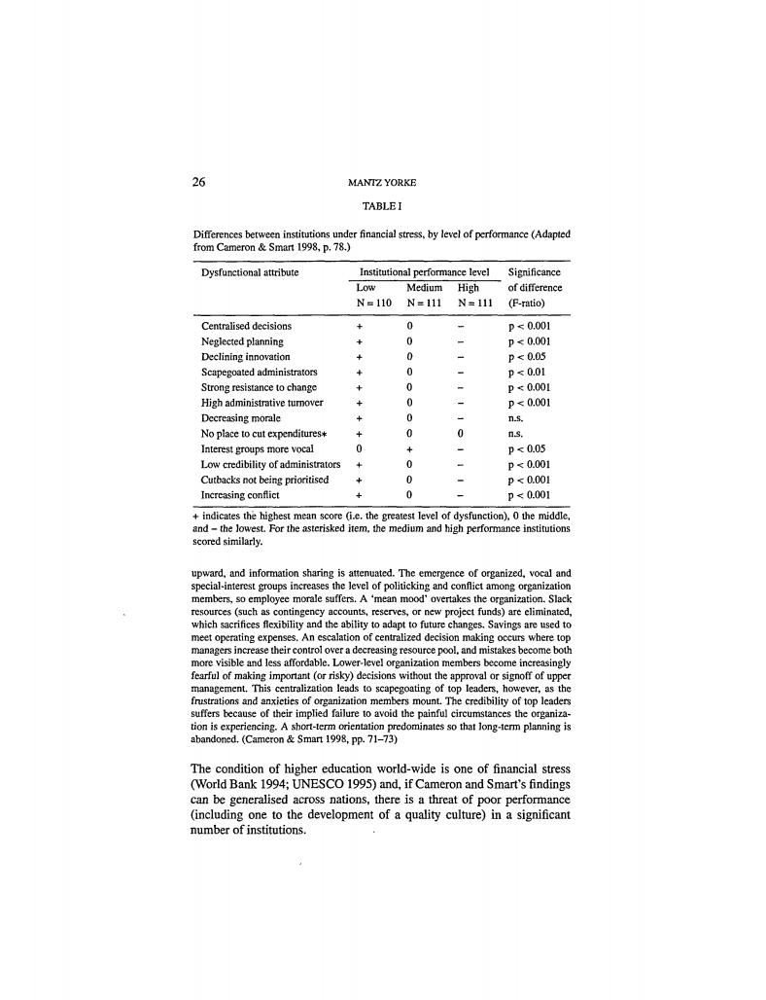 26
MANTZ YORKE
TABLE I
Differences between institutions under financial stress, by level of performance (Adapted
from Cameron & Smart 1998, p. 78.)
Dysfunctional attribute Institutional performance level Significance
Low Medium High of difference
N = 110 N = 111 N = 111 (F-ratio)
Centralised decisions + 0 – p < 0.001
Neglected planning + 0 – p < 0.001
Declining innovation + 0 – p < 0.05
Scapegoated administrators + 0 – p < 0.01
Strong resistance to change + 0 – p < 0.001
High administrative turnover + 0 – p < 0.001
Decreasing morale + 0 – n.s.
No place to cut expenditures* + 0 0 n.s.
Interest groups more vocal 0 + – p < 0.05
Low credibility of administrators + 0 – p < 0.001
Cutbacks not being prioritised + 0 – p < 0.001
Increasing conflict + 0 – p < 0.001
+ indicates the highest mean score (i.e. the greatest level of dysfunction), 0 the middle,
and – the lowest. For the asterisked item, the medium and high performance institutions
scored similarly.
upward, and information sharing is attenuated. The emergence of organized, vocal and
special-interest groups increases the level of politicking and conflict among organization
members, so employee morale suffers. A ‘mean mood’ overtakes the organization. Slack
resources (such as contingency accounts, reserves, or new project funds) are eliminated,
which sacrifices flexibility and the ability to adapt to future changes. Savings are used to
meet operating expenses. An escalation of centralized decision making occurs where top
managers increase their control over a decreasing resource pool, and mistakes become both
more visible and less affordable. Lower-level organization members become increasingly
fearful of making important (or risky) decisions without the approval or signoff of upper
management. This centralization leads to scapegoating of top leaders, however, as the
frustrations and anxieties of organization members mount. The credibility of top leaders
suffers because of their implied failure to avoid the painful circumstances the organiza-
tion is experiencing. A short-term orientation predominates so that long-term planning is
abandoned. (Cameron & Smart 1998, pp. 71–73)
The condition of higher education world-wide is one of financial stress
(World Bank 1994; UNESCO 1995) and, if Cameron and Smart's findings
can be generalised across nations, there is a threat of poor performance
(including one to the development of a quality culture) in a significant
number of institutions.